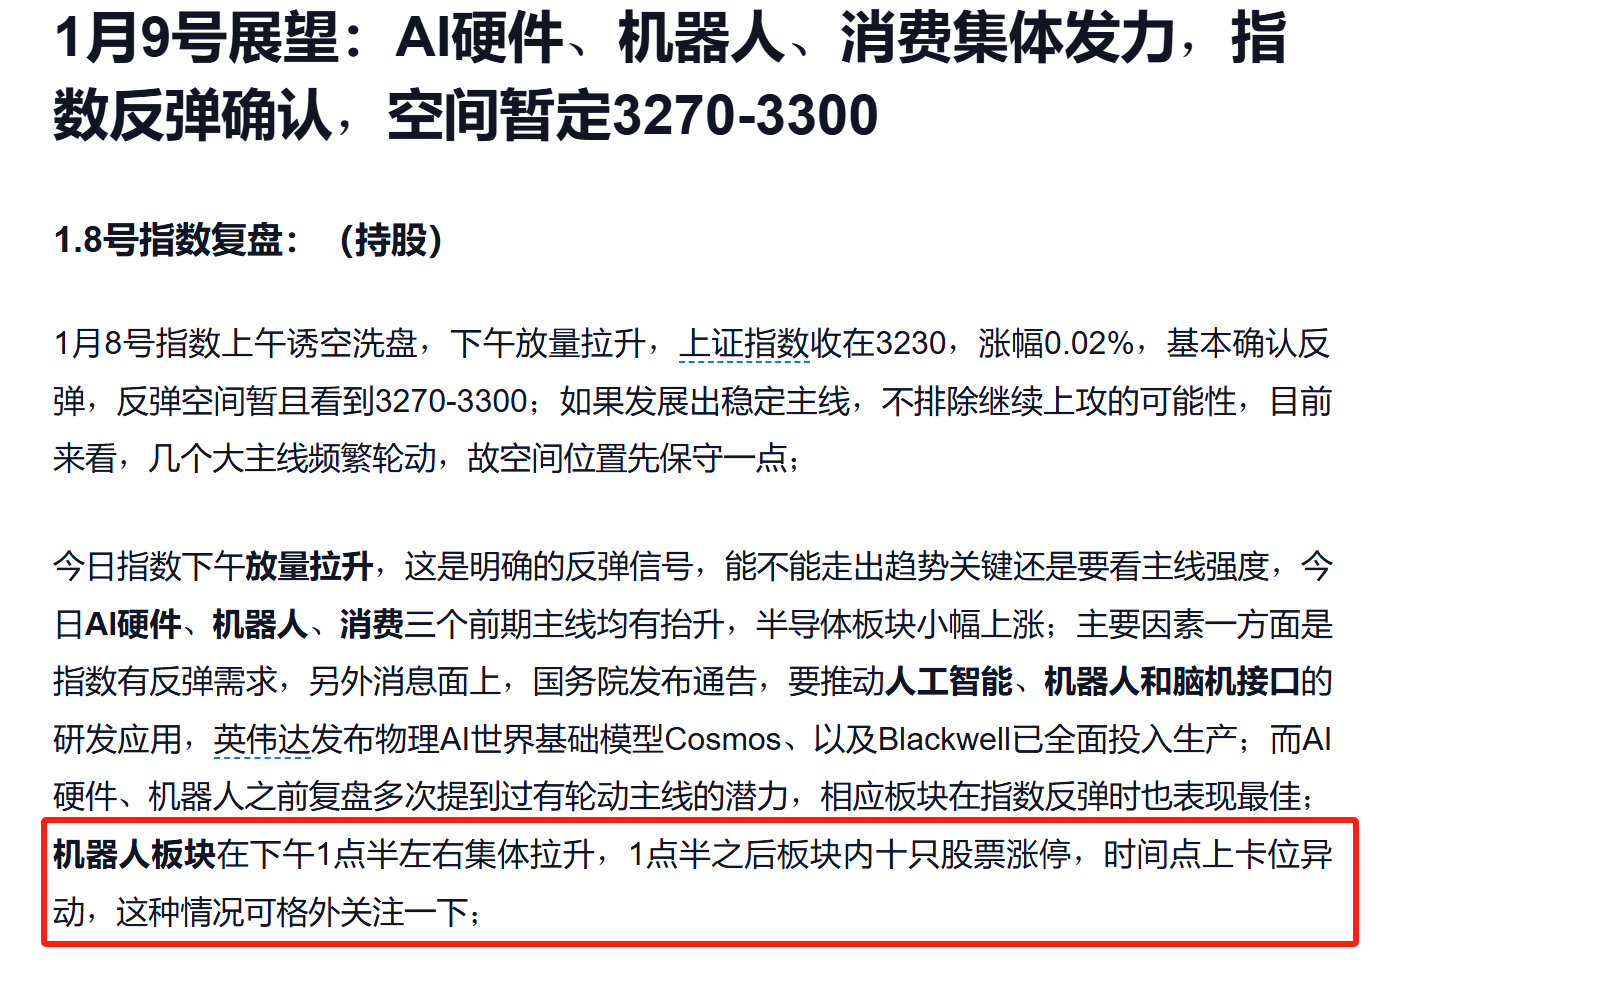 1月9号展望：AI硬件、机器人、消费集体发力，指
数反弹确认，空间暂定3270-3300
1.8号指数复盘：（持股）
1月8号指数上午诱空洗盘，下午放量拉升，上证指数收在3230，涨幅0.02%，基本确认反
弹，反弹空间暂且看到3270-3300；如果发展出稳定主线，不排除继续上攻的可能性，目前
来看，几个大主线频繁轮动，故空间位置先保守一点；
今日指数下午放量拉升，这是明确的反弹信号，能不能走出趋势关键还是要看主线强度，今
日AI硬件、机器人、消费三个前期主线均有抬升，半导体板块小幅上涨；主要因素一方面是
指数有反弹需求，另外消息面上，国务院发布通告，要推动人工智能、机器人和脑机接口的
研发应用，英伟达发布物理AI世界基础模型Cosmos、以及Blackwell已全面投入生产；而AI
硬件、机器人之前复盘多次提到过有轮动主线的潜力，相应板块在指数反弹时也表现最佳；
机器人板块在下午1点半左右集体拉升，1点半之后板块内十只股票涨停，时间点上卡位异
动，这种情况可格外关注一下；